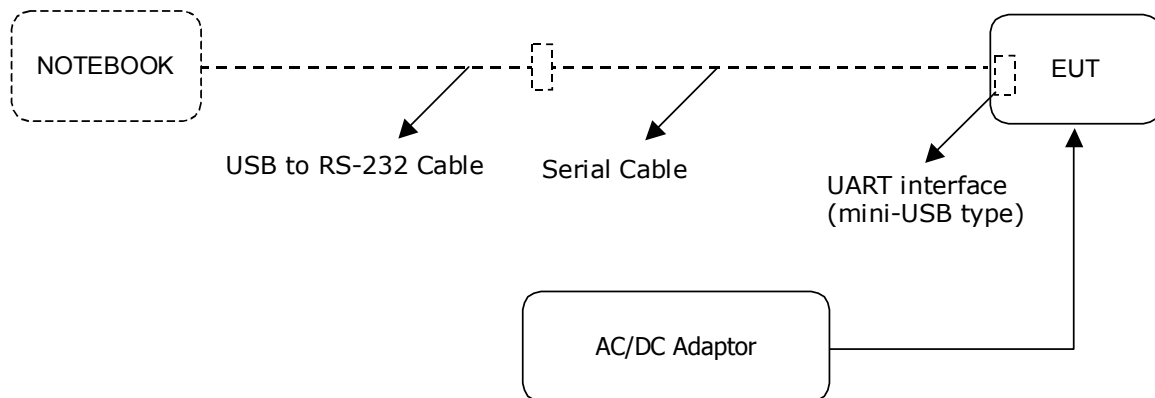 NOTEBOOK
EUT
USB to RS-232 Cable
Serial Cable
UART interface
(mini-USB type)
AC/DC Adaptor